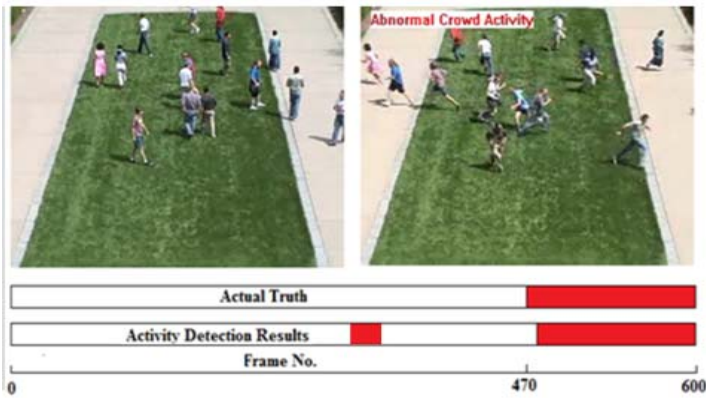 Abnormal Crowd Activity
Actual Truth
Activity Detection Results
Frame No.
0
470
600